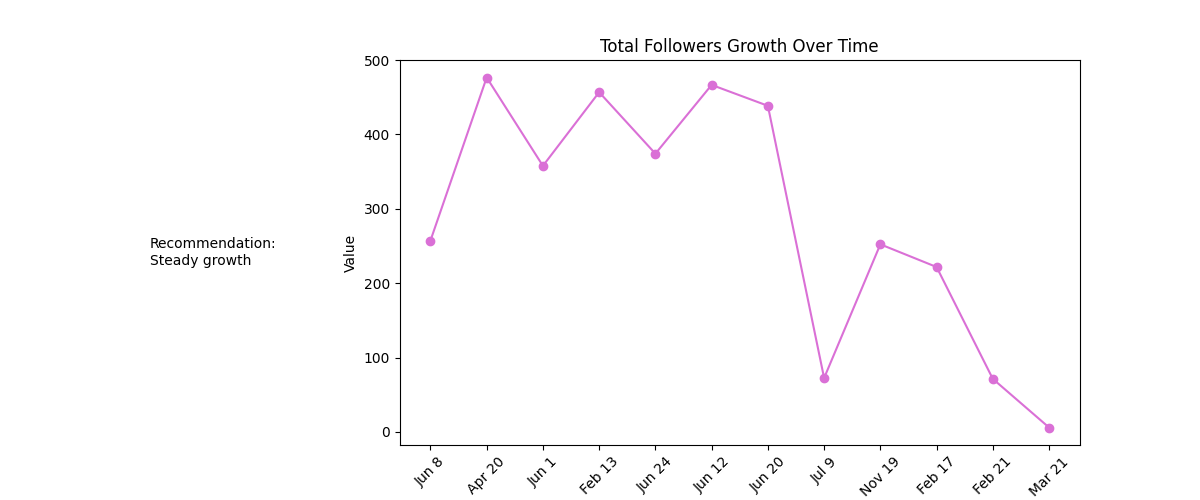 Total Followers Growth Over Time
Recommendation:
Steady growth
Value
500
400
300
200
100
0
Jun 8
Apr 20
Jun 1
Feb 13
Jun 24
Jun 12
Jun 20
Jul 9
Nov 19
Feb 17
Feb 21
Mar 21